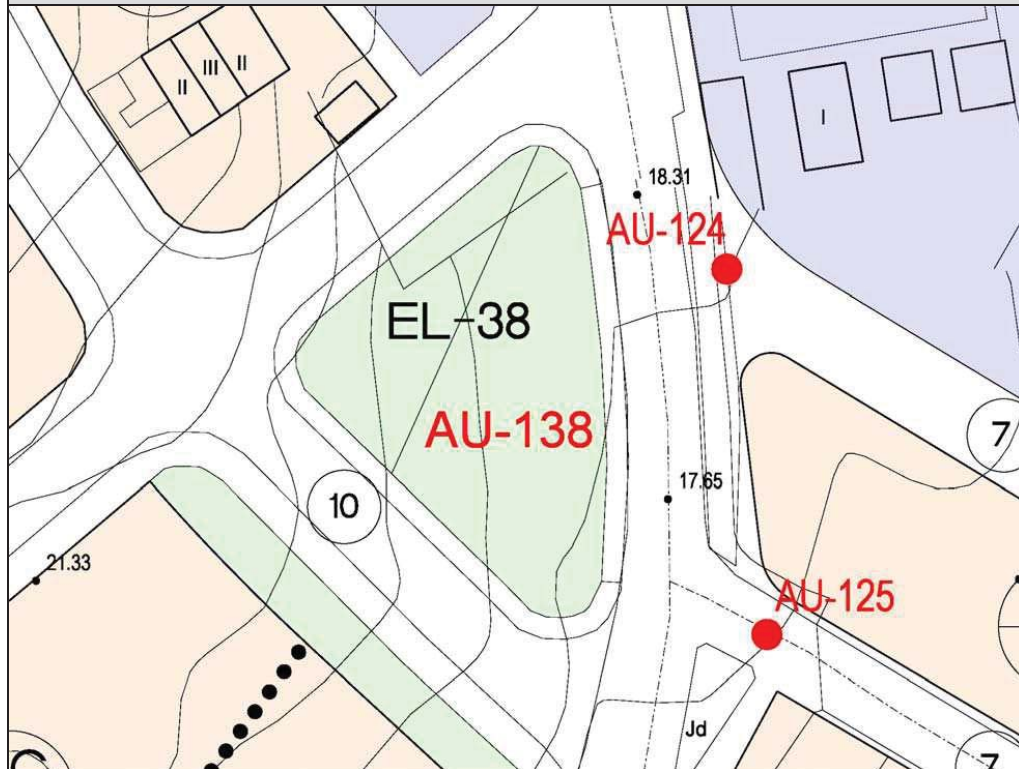 II
III
II
I
18.31
AU-124
EL-38
AU-138
7
17.65
10
21.33
AU-125
Jd
7
C